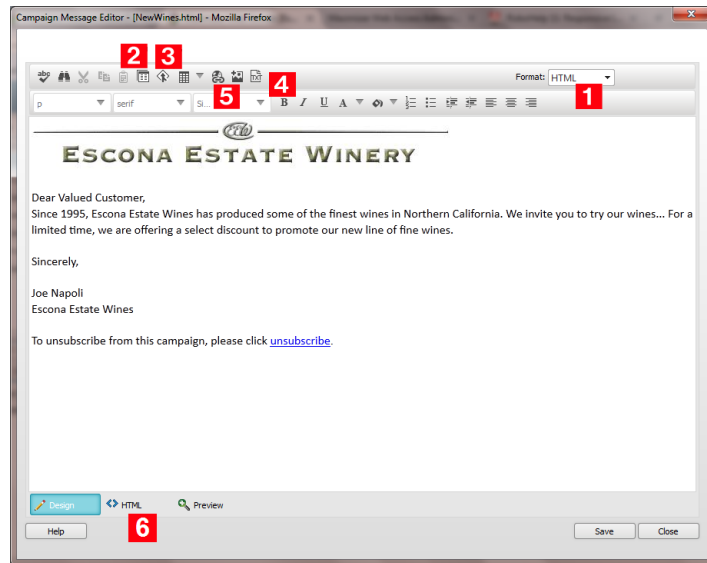 Campaign Message Editor - [NewWines.html] - Mozilla Firefox
2 3
abc TXT Format: HTML
5 4 1
p serif Si... B I U A
ESCONA ESTATE WINERY
Dear Valued Customer,
Since 1995, Escona Estate Wines has produced some of the finest wines in Northern California. We invite you to try our wines... For a
limited time, we are offering a select discount to promote our new line of fine wines.
Sincerely,
Joe Napoli
Escona Estate Wines
To unsubscribe from this campaign, please click unsubscribe.
Design HTML Preview
6
Help Save Close